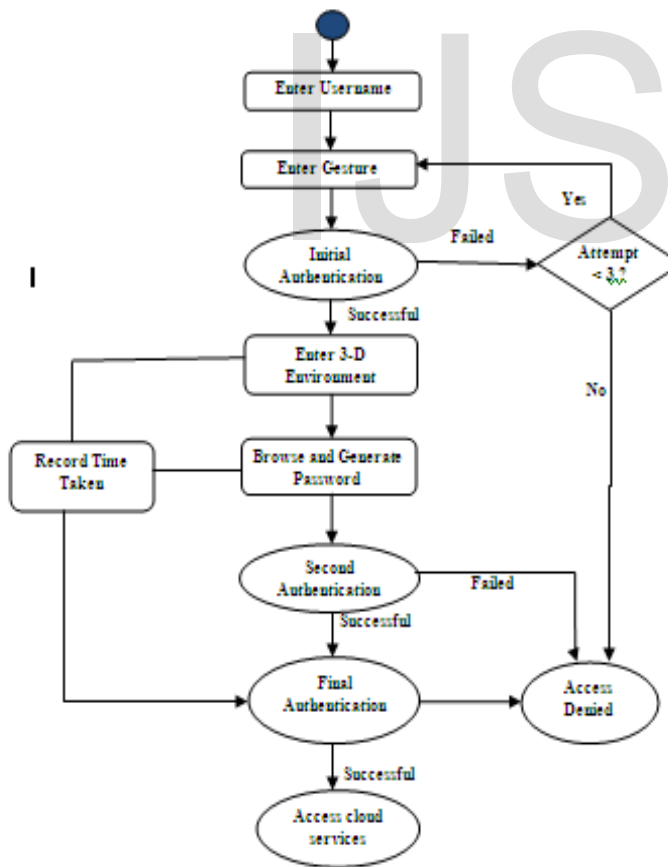 IJS
Enter Username
Enter Gesture
Yes
Failed
Initial
Authentication
Attempt
< 3.?
I
Successful
Enter 3-D
Environment
No
Record Time
Taken
Browse and Generate
Password
Second
Authentication
Failed
Successful
Final
Authentication
Access
Denied
Successful
Access cloud
services